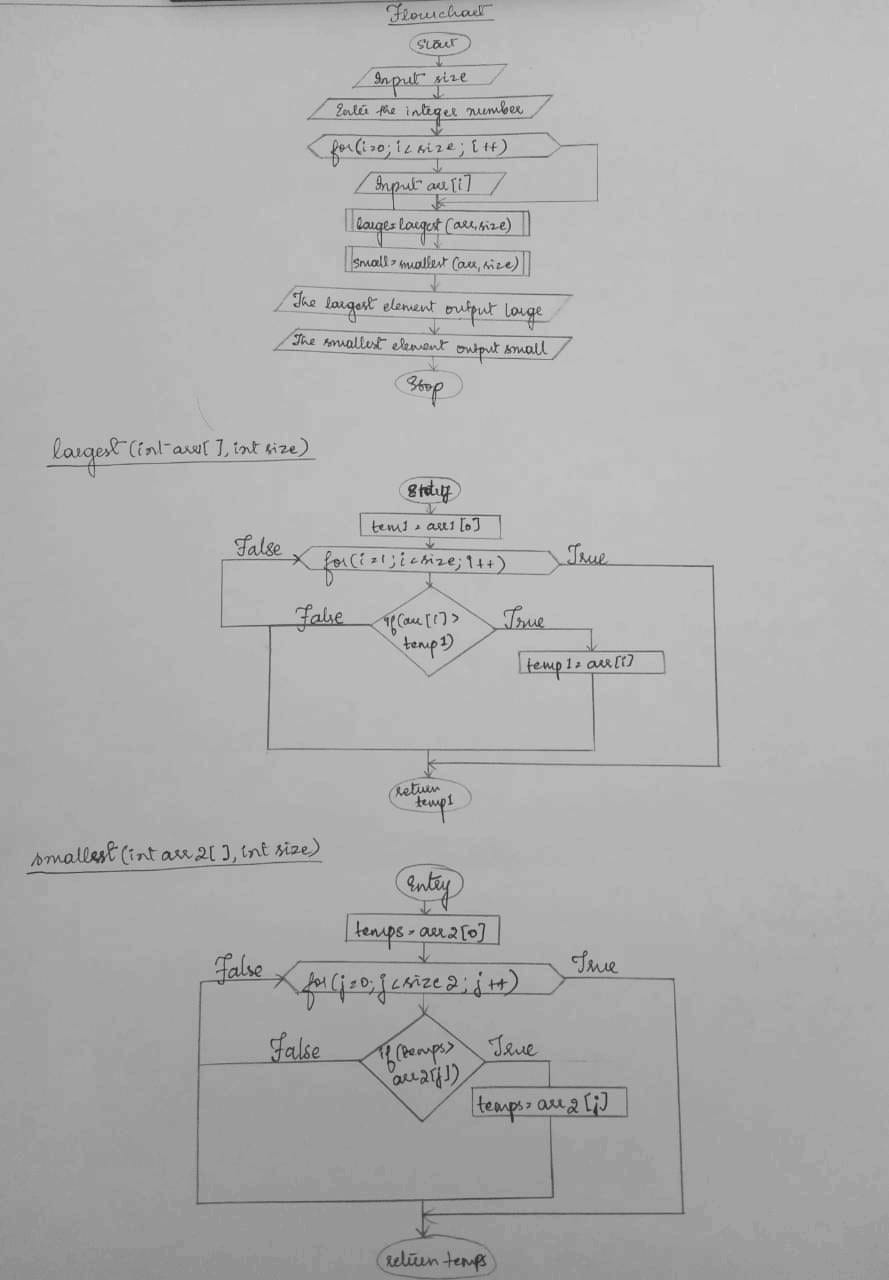 Flowchart
Start
Input size
Enter the integer number
for(i=0; i<size; i++)
Input arr[i]
large=largest(arr,size)
small=smallest(arr,size)
The largest element output large
The smallest element output small
Stop
largest(int arr[], int size)
tem1=arr1[0]
False
for(i=1; i<size; i++)
True
False
if(arr[i]>
temp1)
True
temp1=arr[i]
return
temp1
smallest(int arr2[], int size)
Entry
temps=arr2[0]
False
for(j=0; j<size2; j++)
True
False
if(temps>
arr2[j])
True
temps=arr2[j]
return temps